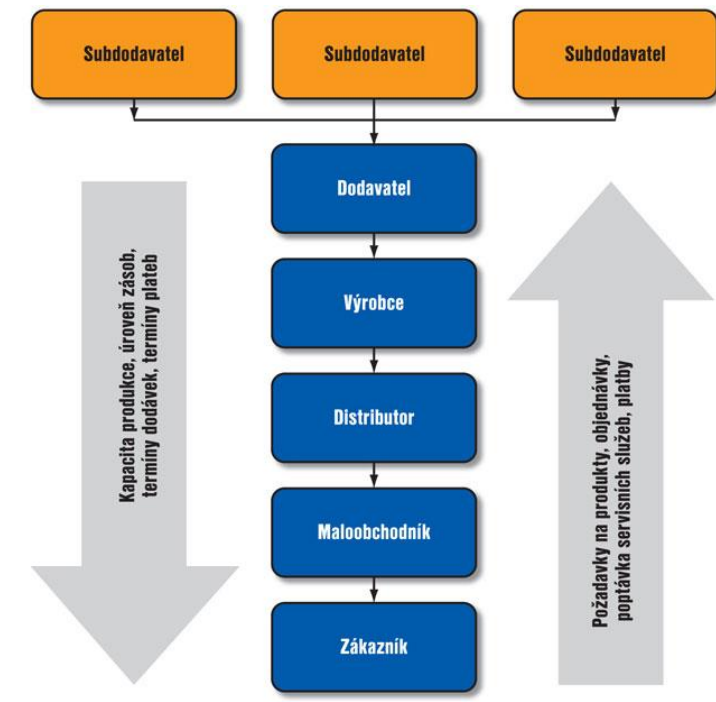 Subdodavatel
Subdodavatel
Subdodavatel
Dodavatel
Výrobce
Distributor
Maloobchodník
Zákazník
Kapacita produkce, úroveň zásob,
termíny dodávek, termíny plateb
Požadavky na produkty, objednávky,
poptávka servisních služeb, platby